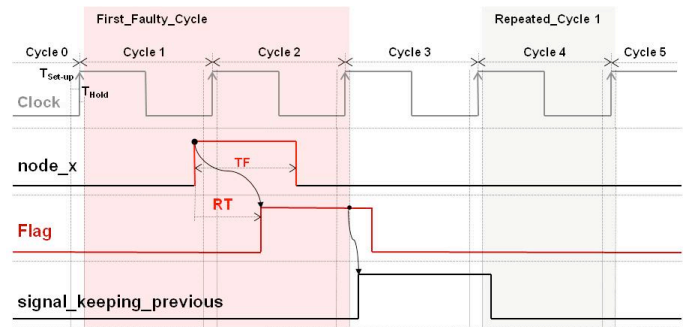 First_Faulty_Cycle Repeated_Cycle 1
Cycle 0 Cycle 1 Cycle 2 Cycle 3 Cycle 4 Cycle 5
TSet-up
THold
Clock
node_x
TF
RT
Flag
signal_keeping_previous